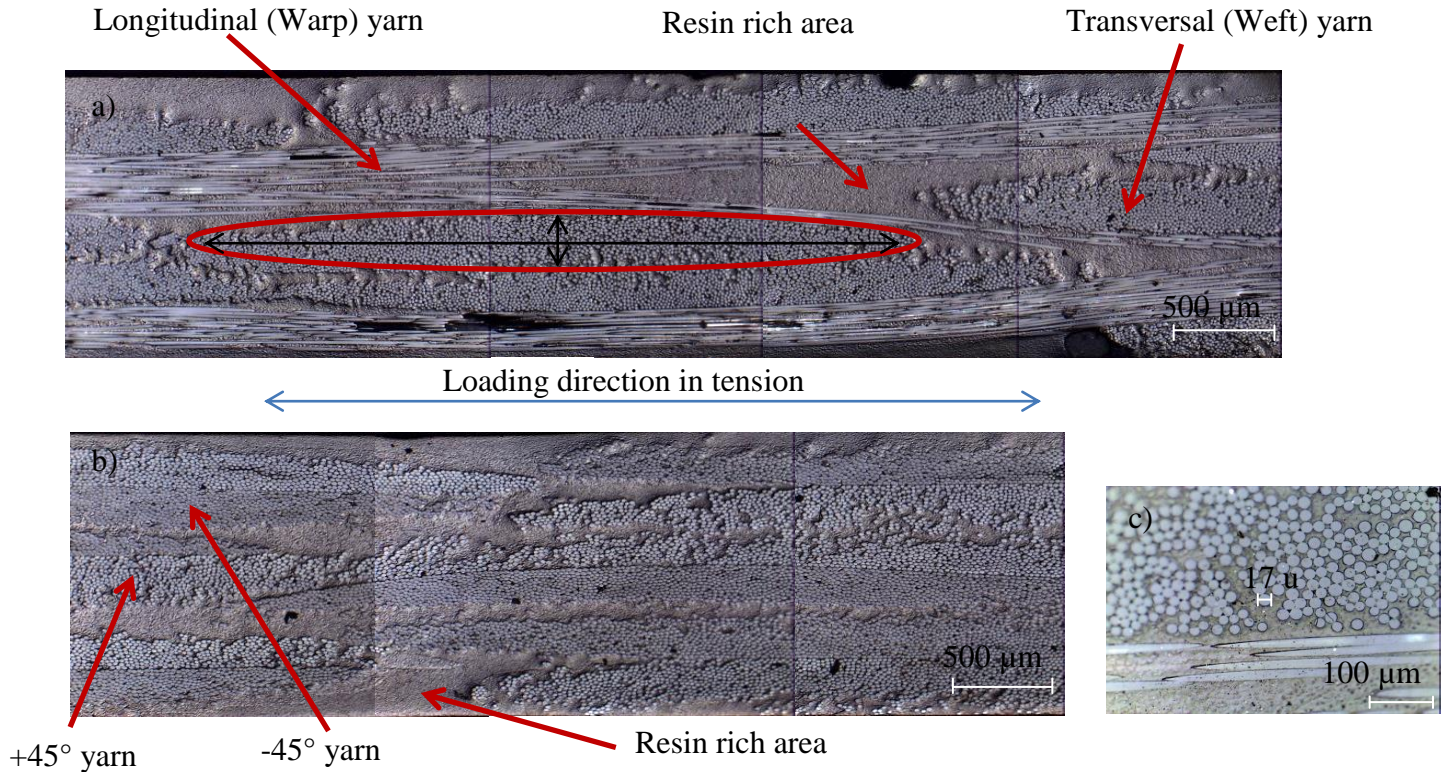 Longitudinal (Warp) yarn
Resin rich area
Transversal (Weft) yarn
a)
500 µm
Loading direction in tension
b)
500 µm
+45° yarn
-45° yarn
Resin rich area
c)
17 u
100 µm